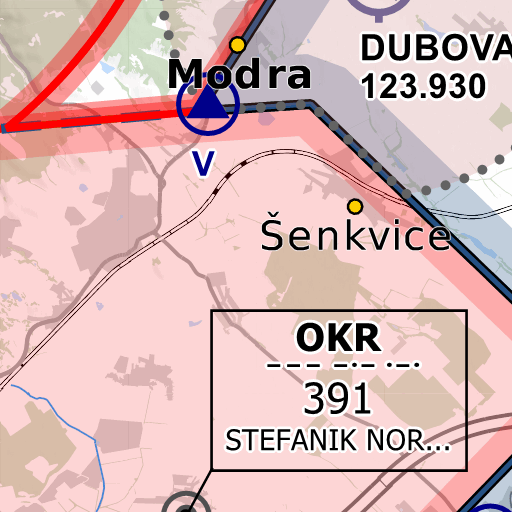 DUBOVA
Modra
123.930
V
Šenkvice
OKR
391
STEFANIK NOR...